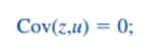 Cov(z,u) = 0;